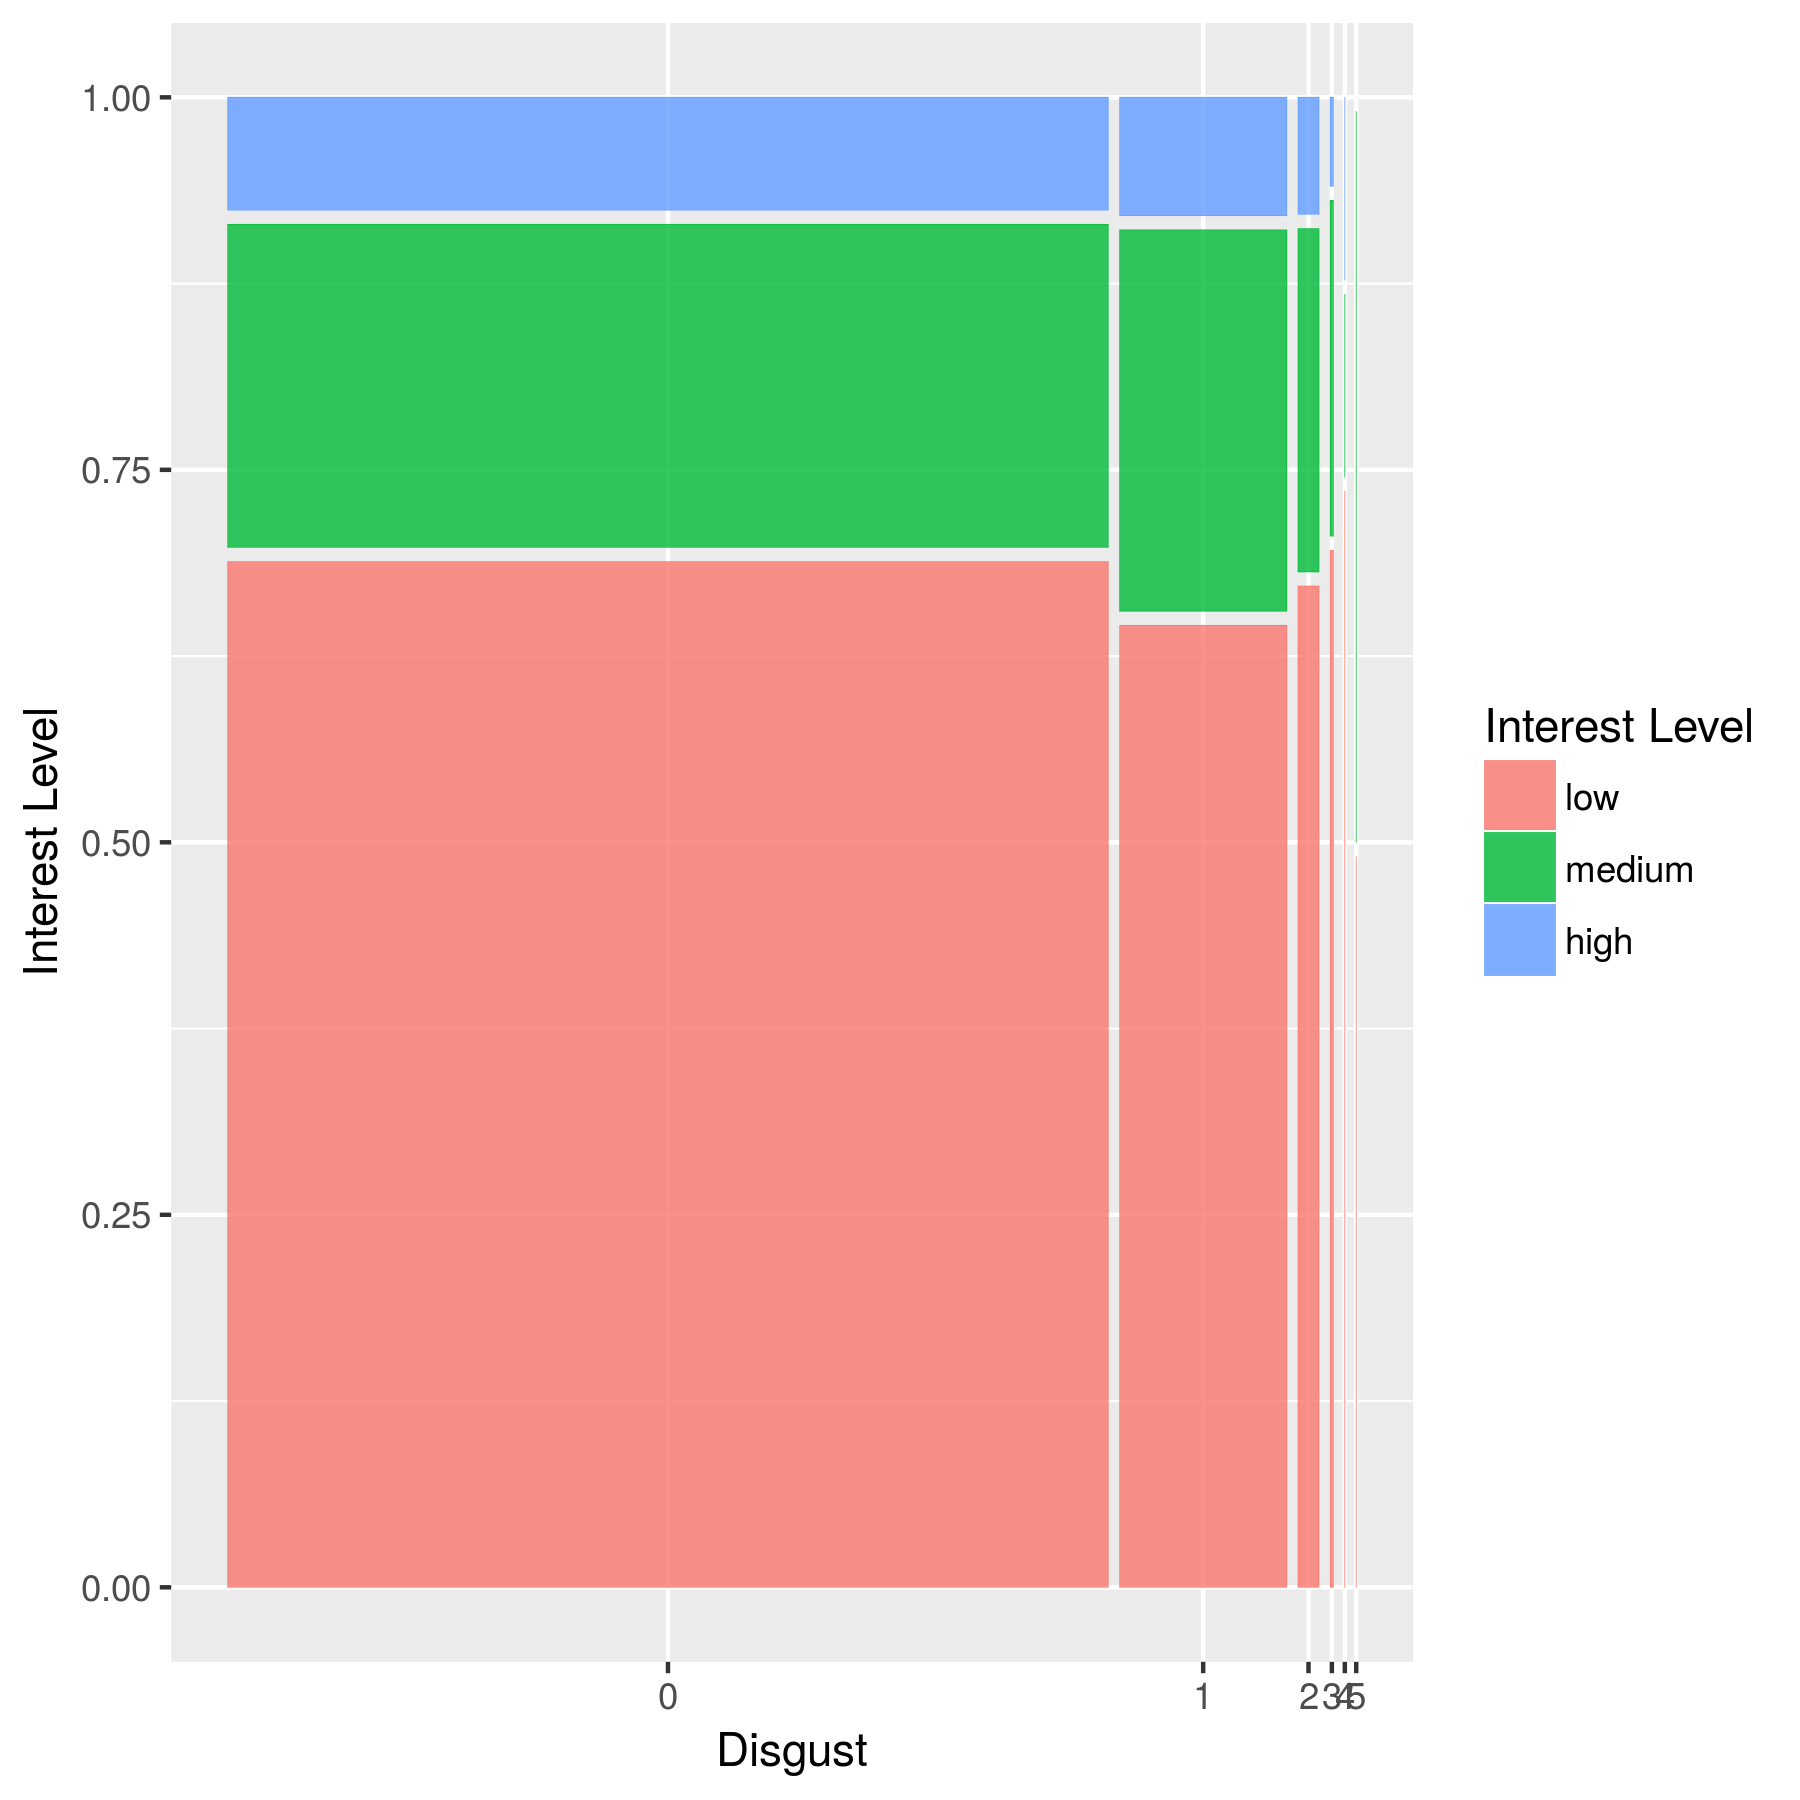 1.00
0.75
0.50
0.25
0.00
Interest Level
0 1 2 3 4 5
Disgust
Interest Level
low
medium
high